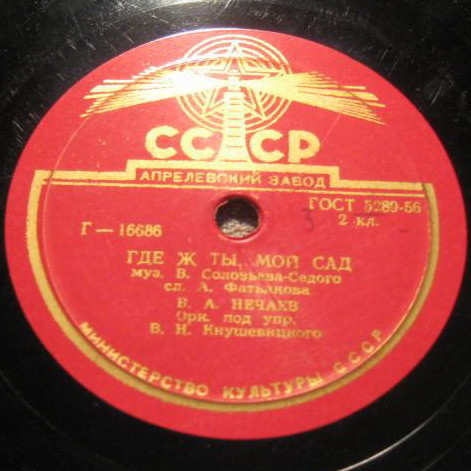 СССР
АПРЕЛЕВСКИЙ ЗАВОД
ГОСТ 5289-56
Г—16686
3
2 кл.
ГДЕ Ж ТЫ, МОЙ САД
муз. В. Соловьева-Седого
сл. А. Фатьянова
В. А. НЕЧАЕВ
Орк. под упр.
В. Н. Кнушевицкого
МИНИСТЕРСТВО КУЛЬТУРЫ СССР